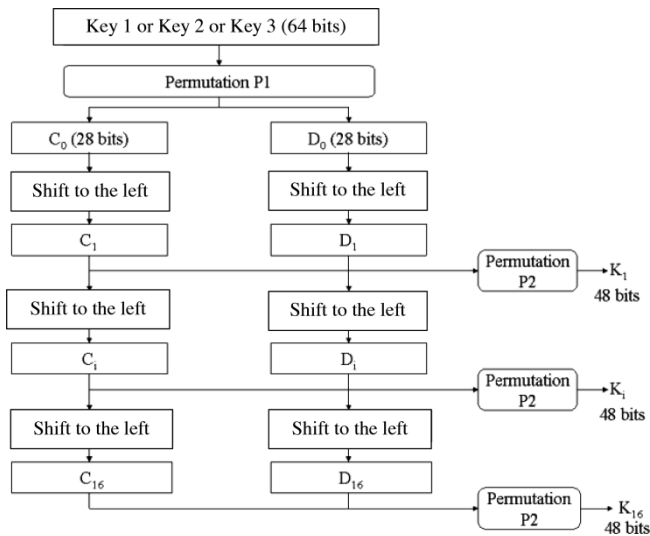 Key 1 or Key 2 or Key 3 (64 bits)
Permutation P1
C₀ (28 bits)
D₀ (28 bits)
Shift to the left
Shift to the left
C₁
D₁
Permutation
P2
K₁
48 bits
Shift to the left
Shift to the left
Cᵢ
Dᵢ
Permutation
P2
Kᵢ
48 bits
Shift to the left
Shift to the left
C₁₆
D₁₆
Permutation
P2
K₁₆
48 bits